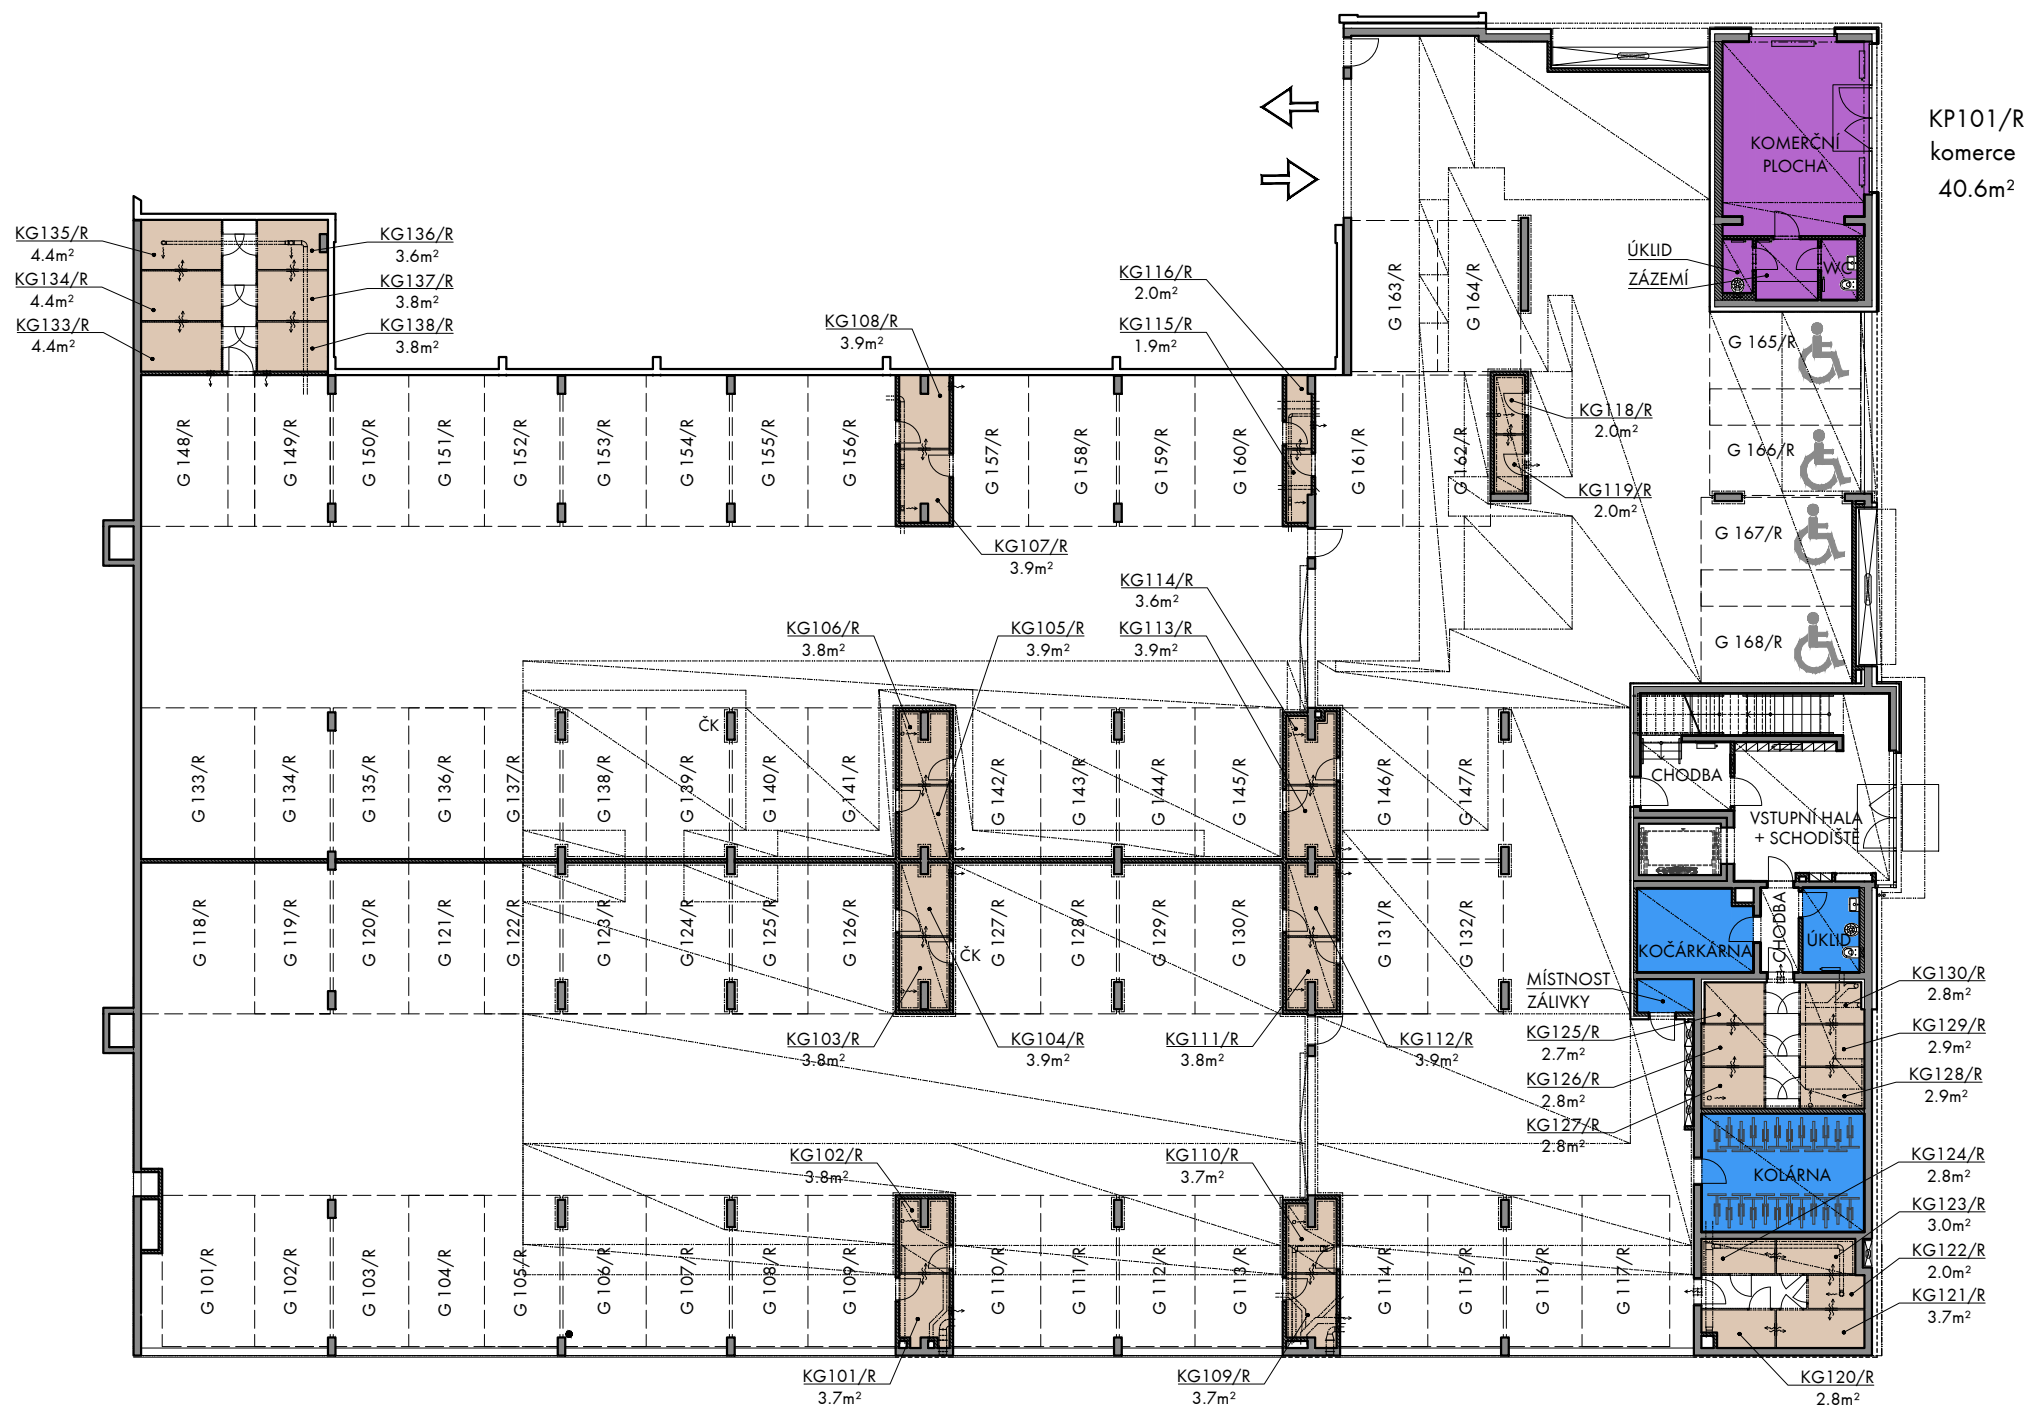 KP101/R
komerce
40.6m²
KOMERČNÍ
PLOCHA
ÚKLID
ZÁZEMÍ
WC
KG135/R
4.4m²
KG134/R
4.4m²
KG133/R
4.4m²
KG136/R
3.6m²
KG137/R
3.8m²
KG138/R
3.8m²
KG108/R
3.9m²
KG116/R
2.0m²
KG115/R
1.9m²
G 163/R
G 164/R
G 165/R
G 166/R
G 167/R
G 168/R
KG118/R
2.0m²
KG119/R
2.0m²
G 148/R
G 149/R
G 150/R
G 151/R
G 152/R
G 153/R
G 154/R
G 155/R
G 156/R
G 157/R
G 158/R
G 159/R
G 160/R
G 161/R
G 162/R
KG107/R
3.9m²
KG114/R
3.6m²
KG106/R
3.8m²
KG105/R
3.9m²
KG113/R
3.9m²
ČK
G 133/R
G 134/R
G 135/R
G 136/R
G 137/R
G 138/R
G 139/R
G 140/R
G 141/R
G 142/R
G 143/R
G 144/R
G 145/R
G 146/R
G 147/R
CHODBA
VSTUPNÍ HALA
+ SCHODIŠTĚ
G 118/R
G 119/R
G 120/R
G 121/R
G 122/R
G 123/R
G 124/R
G 125/R
G 126/R
ČK
G 127/R
G 128/R
G 129/R
G 130/R
G 131/R
G 132/R
KOČÁRKÁRNA
CHODBA
ÚKLID
MÍSTNOST
ZÁLIVKY
KG103/R
3.8m²
KG104/R
3.9m²
KG111/R
3.8m²
KG112/R
3.9m²
KG125/R
2.7m²
KG126/R
2.8m²
KG127/R
2.8m²
KG130/R
2.8m²
KG129/R
2.9m²
KG128/R
2.9m²
KOLÁRNA
KG124/R
2.8m²
KG123/R
3.0m²
KG122/R
2.0m²
KG121/R
3.7m²
KG102/R
3.8m²
KG110/R
3.7m²
G 101/R
G 102/R
G 103/R
G 104/R
G 105/R
G 106/R
G 107/R
G 108/R
G 109/R
G 110/R
G 111/R
G 112/R
G 113/R
G 114/R
G 115/R
G 116/R
G 117/R
KG101/R
3.7m²
KG109/R
3.7m²
KG120/R
2.8m²